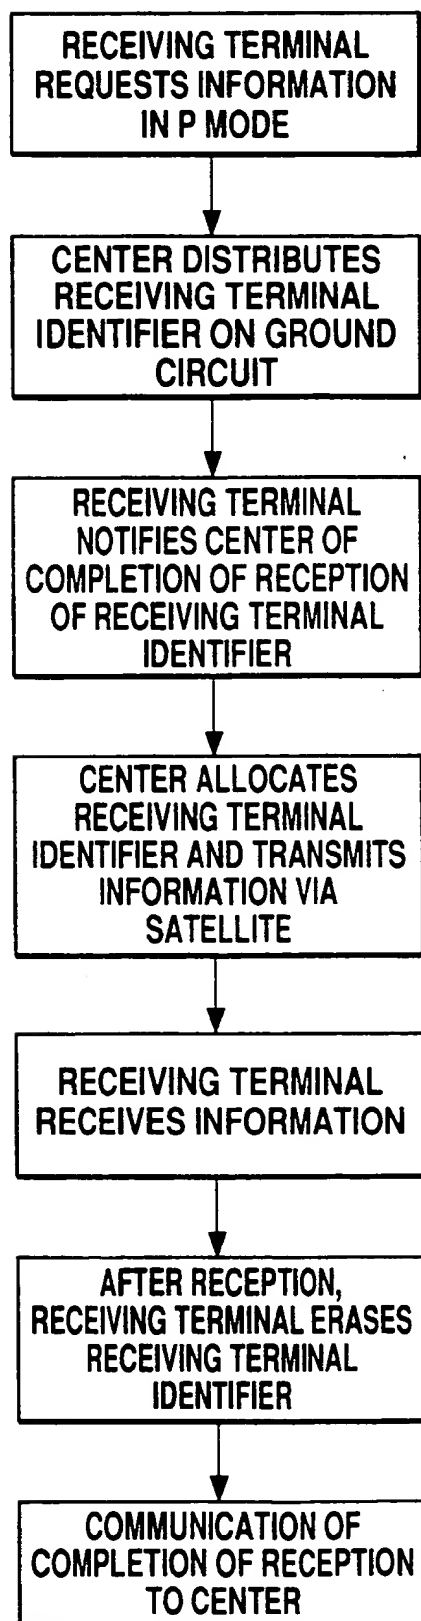 RECEIVING TERMINAL
REQUESTS INFORMATION
IN P MODE
CENTER DISTRIBUTES
RECEIVING TERMINAL
IDENTIFIER ON GROUND
CIRCUIT
RECEIVING TERMINAL
NOTIFIES CENTER OF
COMPLETION OF RECEPTION
OF RECEIVING TERMINAL
IDENTIFIER
CENTER ALLOCATES
RECEIVING TERMINAL
IDENTIFIER AND TRANSMITS
INFORMATION VIA
SATELLITE
RECEIVING TERMINAL
RECEIVES INFORMATION
AFTER RECEPTION,
RECEIVING TERMINAL ERASES
RECEIVING TERMINAL
IDENTIFIER
COMMUNICATION OF
COMPLETION OF RECEPTION
TO CENTER